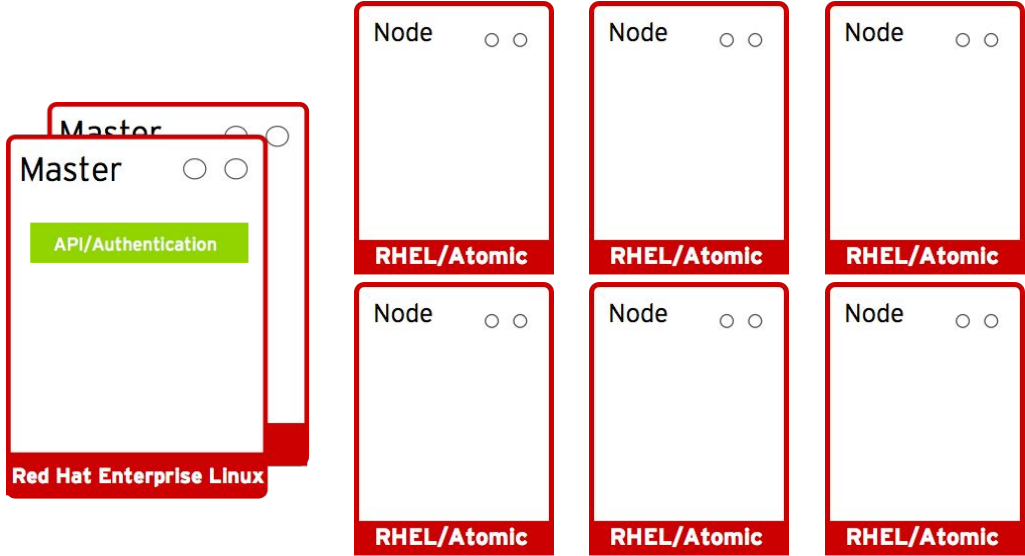 Master
Master
API/Authentication
Red Hat Enterprise Linux
Node
RHEL/Atomic
Node
RHEL/Atomic
Node
RHEL/Atomic
Node
RHEL/Atomic
Node
RHEL/Atomic
Node
RHEL/Atomic